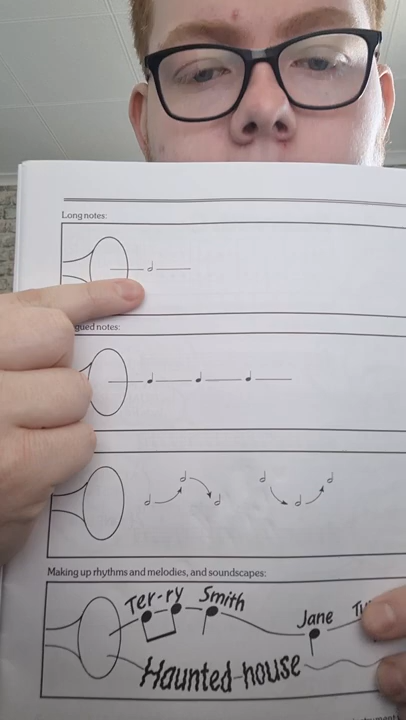 Long notes:
gued notes:
Making up rhythms and melodies, and soundscapes:
Ter-ry Smith
Jane
Haunted-house